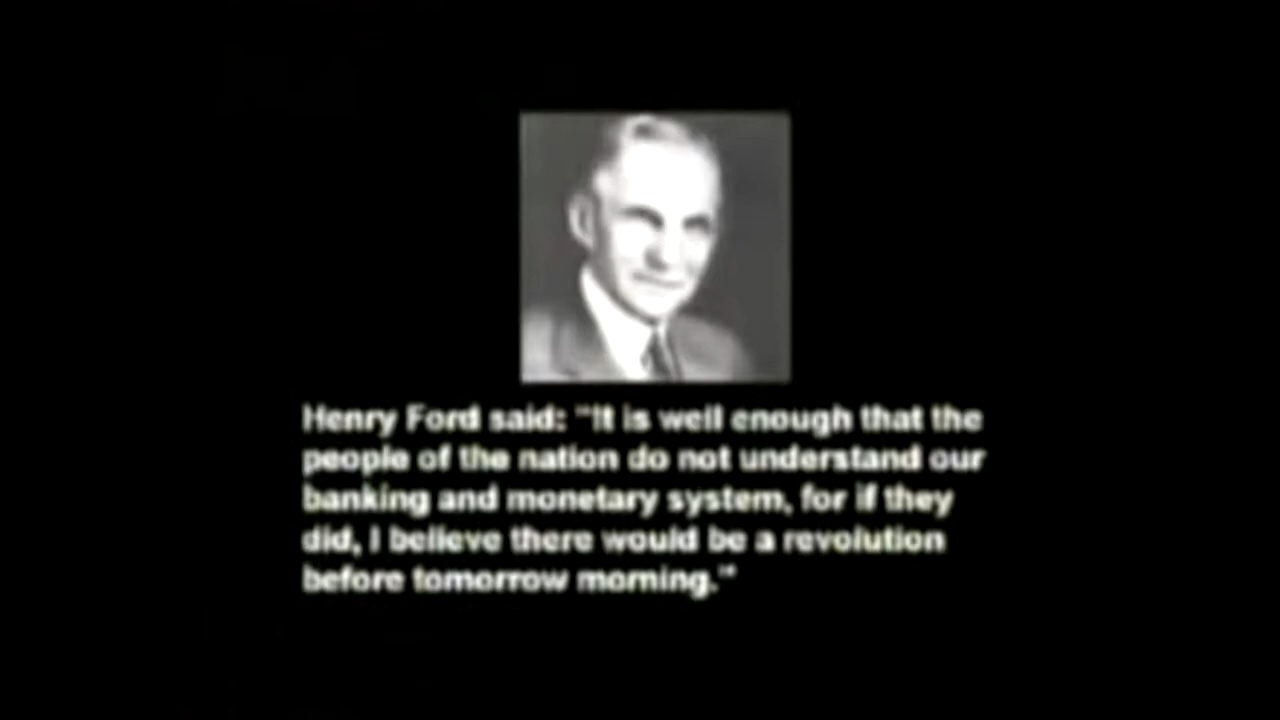 Henry Ford said: "It is well enough that the
people of the nation do not understand our
banking and monetary system, for if they
did, I believe there would be a revolution
before tomorrow morning."